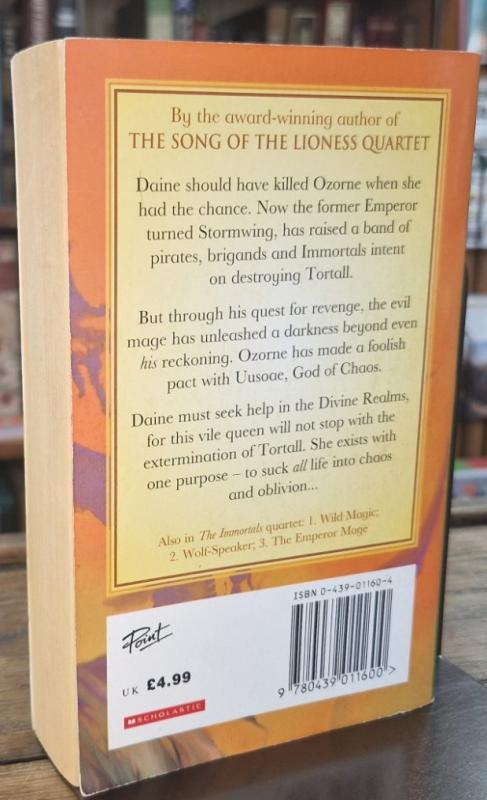 By the award-winning author of
THE SONG OF THE LIONESS QUARTET
Daine should have killed Ozorne when she
had the chance. Now the former Emperor
turned Stormwing, has raised a band of
pirates, brigands and Immortals intent
on destroying Tortall.
But through his quest for revenge, the evil
mage has unleashed a darkness beyond even
his reckoning. Ozorne has made a foolish
pact with Uusoae, God of Chaos.
Daine must seek help in the Divine Realms,
for this vile queen will not stop with the
extermination of Tortall. She exists with
one purpose – to suck all life into chaos
and oblivion...
Also in The Immortals quartet: 1. Wild Magic;
2. Wolf-Speaker; 3. The Emperor Mage
ISBN 0-439-01160-4
Point
UK £4.99
SCHOLASTIC
9 780439 011600 >